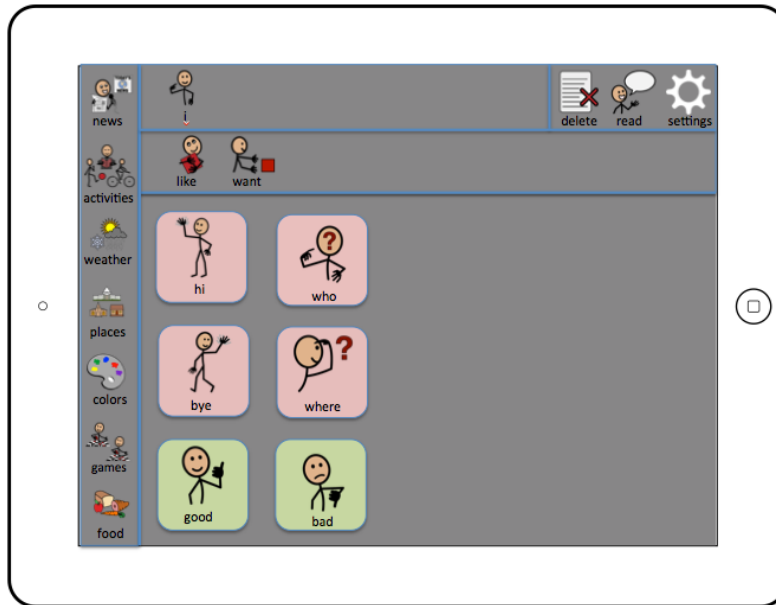 news
i
delete read settings
like want
activities
weather
places
colors
games
food
hi who
bye where
good bad